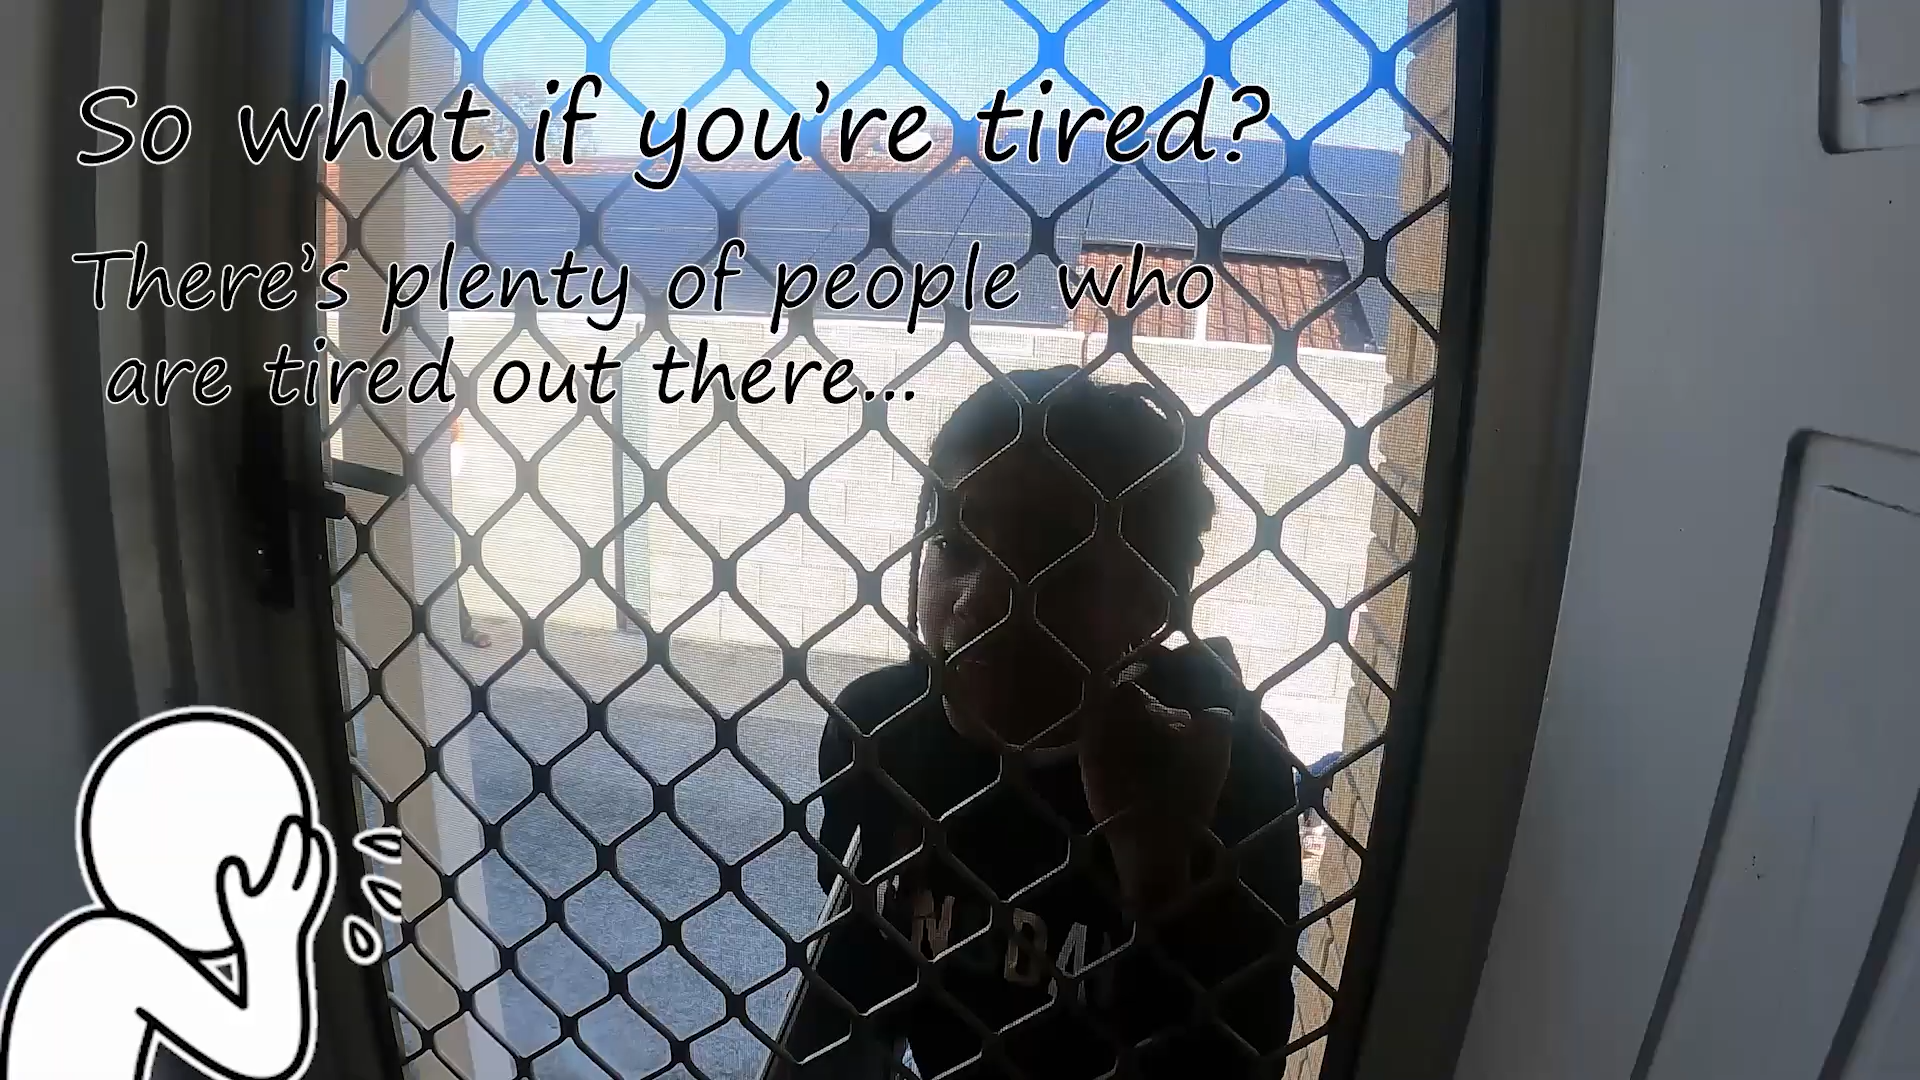 So what if you're tired?
There's plenty of people who
are tired out there...